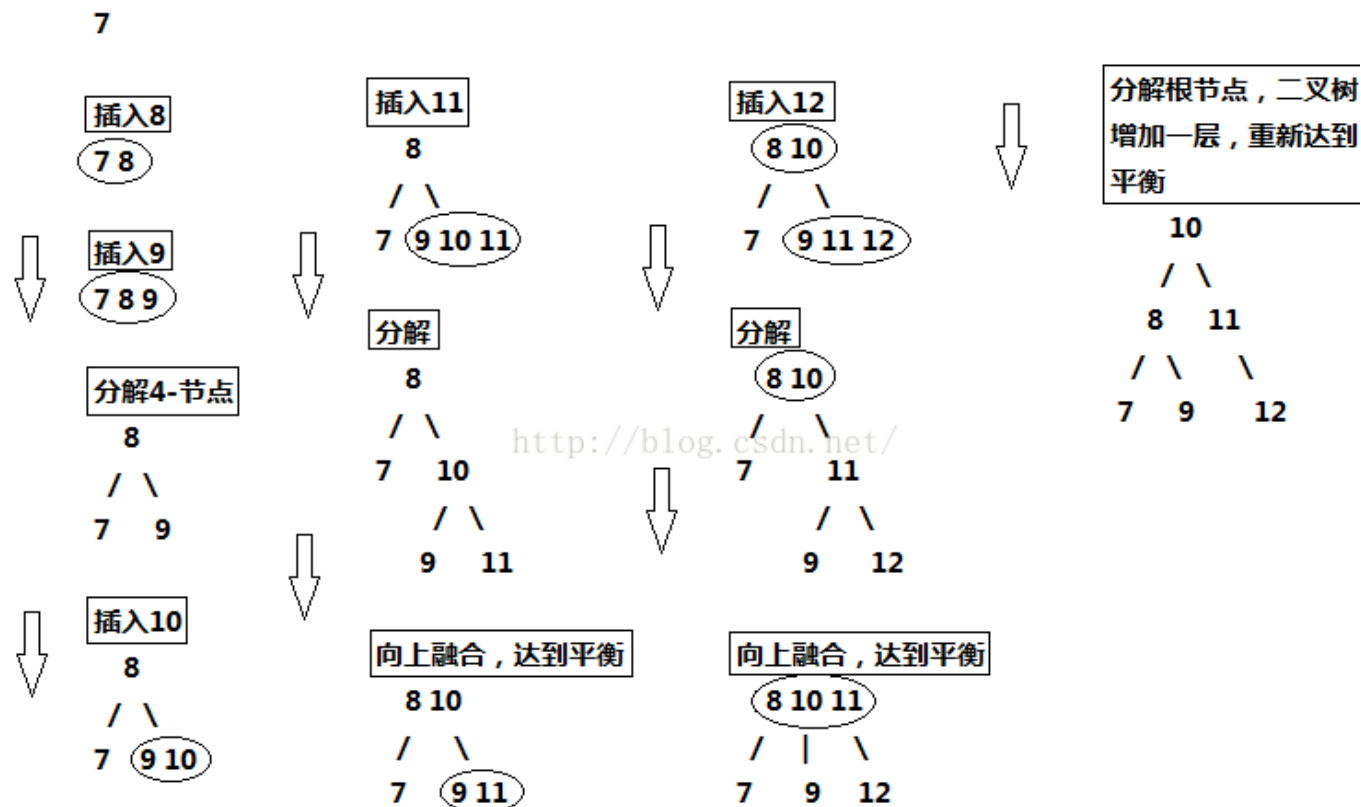 7
插入8
7 8
插入9
7 8 9
分解4-节点
8
/ \
7 9
插入10
8
/ \
7 9 10
插入11
8
/ \
7 9 10 11
分解
8
/ \
7 10
/ \
9 11
向上融合，达到平衡
8 10
/ \
7 9 11
插入12
8 10
/ \
7 9 11 12
分解
8 10
/ \
7 11
/ \
9 12
向上融合，达到平衡
8 10 11
/ | \
7 9 12
分解根节点，二叉树
增加一层，重新达到
平衡
10
/ \
8 11
/ \ \
7 9 12
http://blog.csdn.net/